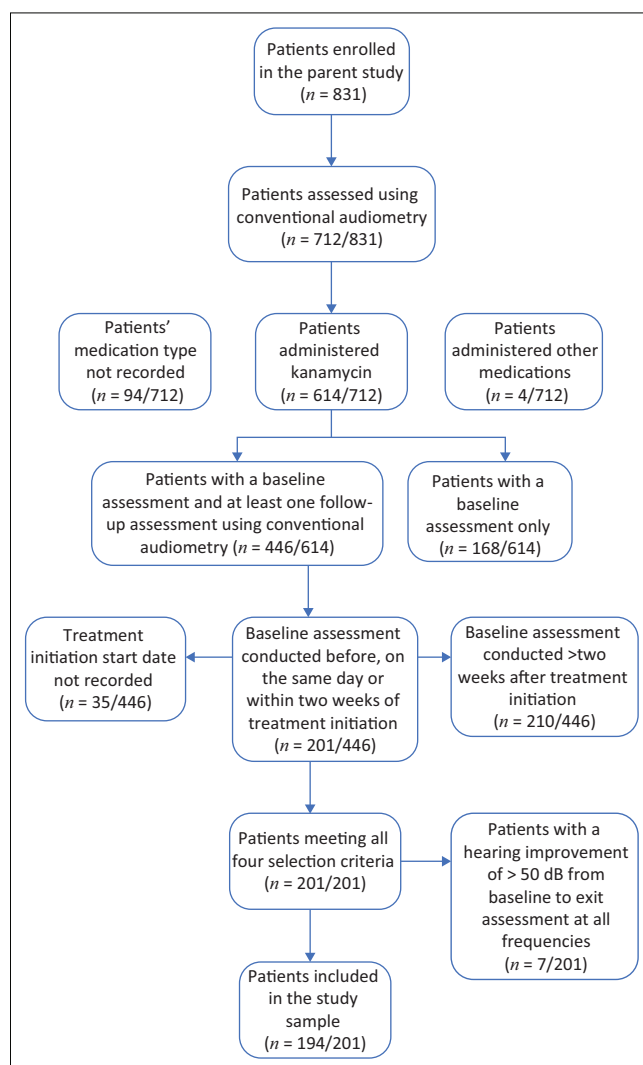 Patients enrolled
in the parent study
(n = 831)
Patients assessed using
conventional audiometry
(n = 712/831)
Patients'
medication type
not recorded
(n = 94/712)
Patients
administered
kanamycin
(n = 614/712)
Patients
administered other
medications
(n = 4/712)
Patients with a baseline
assessment and at least one follow-
up assessment using conventional
audiometry (n = 446/614)
Patients with a
baseline
assessment only
(n = 168/614)
Treatment
initiation start date
not recorded
(n = 35/446)
Baseline assessment
conducted before, on
the same day or
within two weeks of
treatment initiation
(n = 201/446)
Baseline assessment
conducted >two
weeks after treatment
initiation
(n = 210/446)
Patients meeting all
four selection criteria
(n = 201/201)
Patients with a
hearing improvement
of > 50 dB from
baseline to exit
assessment at all
frequencies
(n = 7/201)
Patients included
in the study
sample
(n = 194/201)